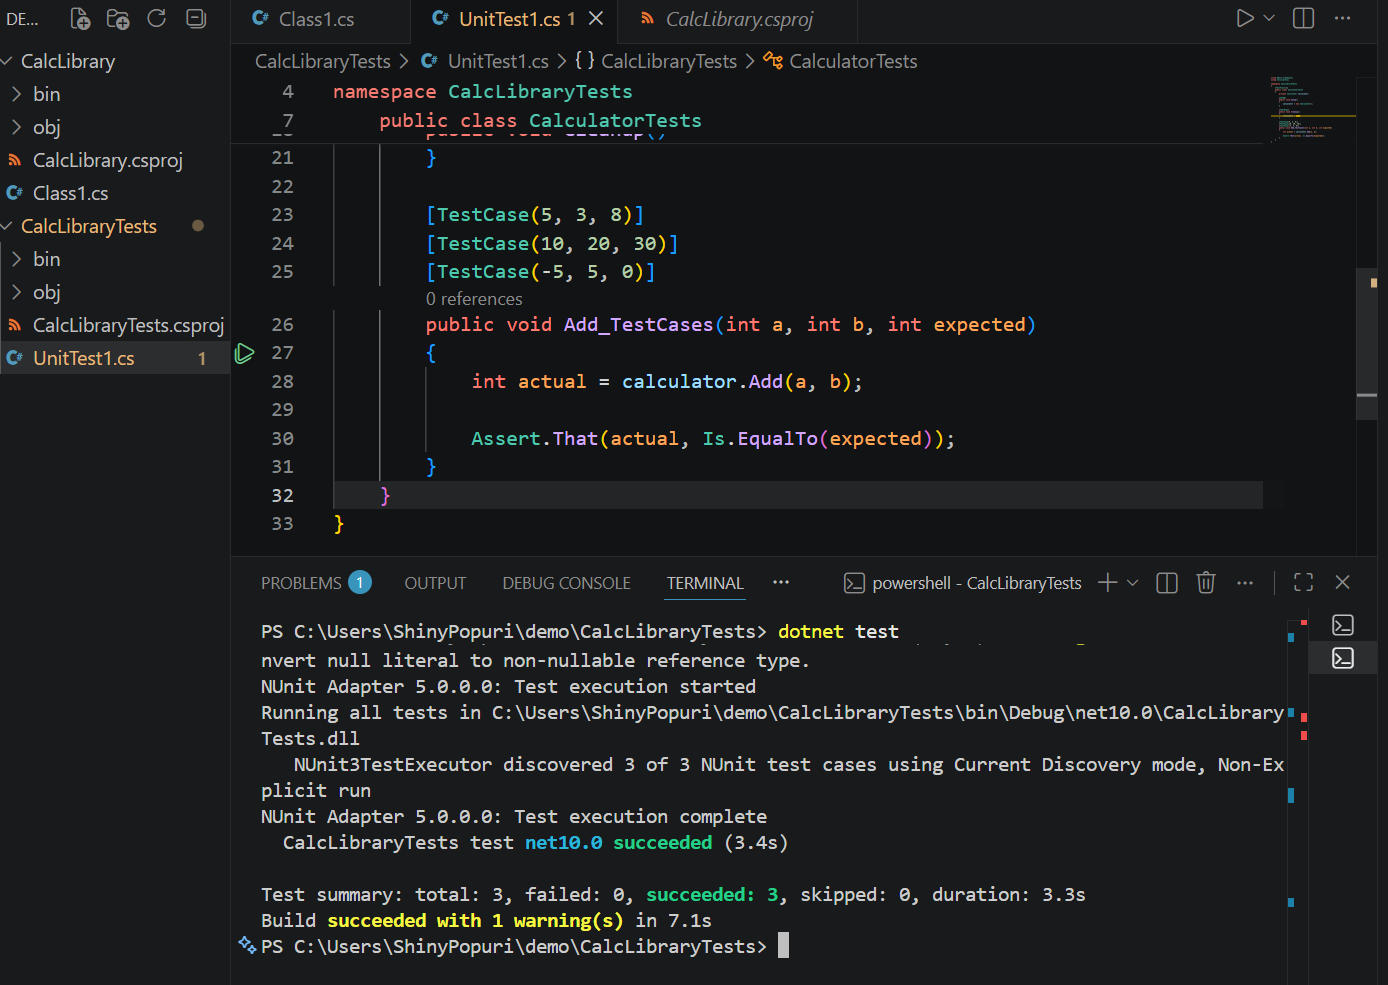 DE...
CalcLibrary
bin
obj
CalcLibrary.csproj
C# Class1.cs
CalcLibraryTests
bin
obj
CalcLibraryTests.csproj
C# UnitTest1.cs 1
C# Class1.cs
C# UnitTest1.cs 1
CalcLibrary.csproj
CalcLibraryTests > C# UnitTest1.cs > { } CalcLibraryTests > CalculatorTests
4 namespace CalcLibraryTests
7 public class CalculatorTests
public void Cleanup()
21 }
22
23 [TestCase(5, 3, 8)]
24 [TestCase(10, 20, 30)]
25 [TestCase(-5, 5, 0)]
0 references
26 public void Add_TestCases(int a, int b, int expected)
27 {
28 int actual = calculator.Add(a, b);
29
30 Assert.That(actual, Is.EqualTo(expected));
31 }
32 }
33 }
PROBLEMS 1 OUTPUT DEBUG CONSOLE TERMINAL ... powershell - CalcLibraryTests
PS C:\Users\ShinyPopuri\demo\CalcLibraryTests> dotnet test
nvert null literal to non-nullable reference type.
NUnit Adapter 5.0.0.0: Test execution started
Running all tests in C:\Users\ShinyPopuri\demo\CalcLibraryTests\bin\Debug\net10.0\CalcLibrary
Tests.dll
NUnit3TestExecutor discovered 3 of 3 NUnit test cases using Current Discovery mode, Non-Ex
plicit run
NUnit Adapter 5.0.0.0: Test execution complete
CalcLibraryTests test net10.0 succeeded (3.4s)
Test summary: total: 3, failed: 0, succeeded: 3, skipped: 0, duration: 3.3s
Build succeeded with 1 warning(s) in 7.1s
PS C:\Users\ShinyPopuri\demo\CalcLibraryTests>